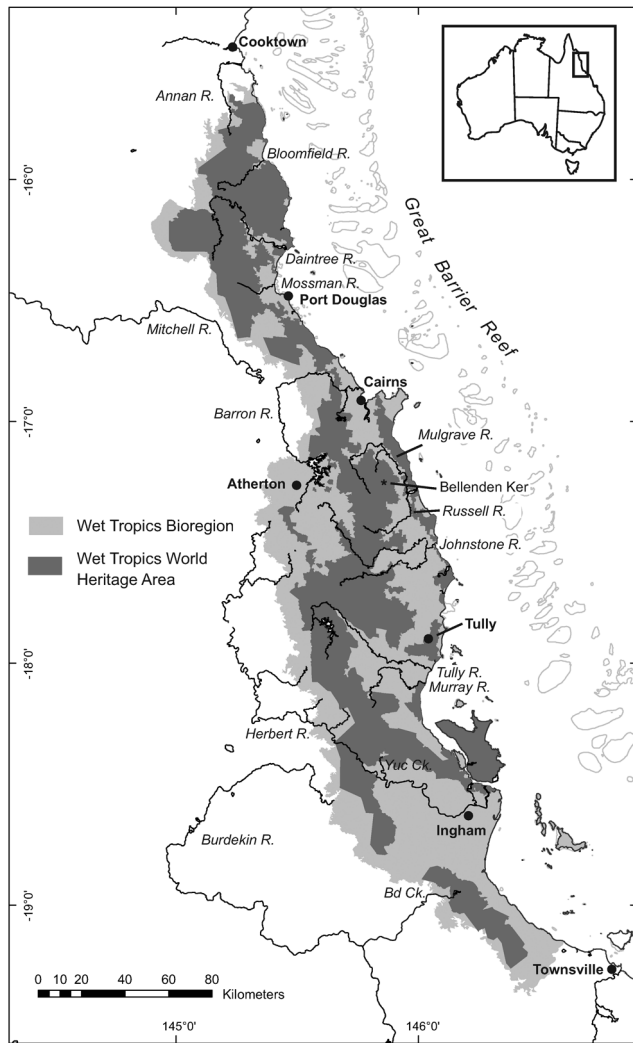 Cooktown
Annan R.
Bloomfield R.
-16°0'
Great Barrier Reef
Daintree R.
Mossman R.
Port Douglas
Mitchell R.
Cairns
-17°0'
Barron R.
Mulgrave R.
Atherton
* Bellenden Ker
Russell R.
Wet Tropics Bioregion
Johnstone R.
Wet Tropics World
Heritage Area
Tully
-18°0'
Tully R.
Murray R.
Herbert R.
Yuc Ck.
Ingham
Burdekin R.
Bd Ck.
-19°0'
Townsville
0 10 20 40 60 80
Kilometers
145°0' 146°0'